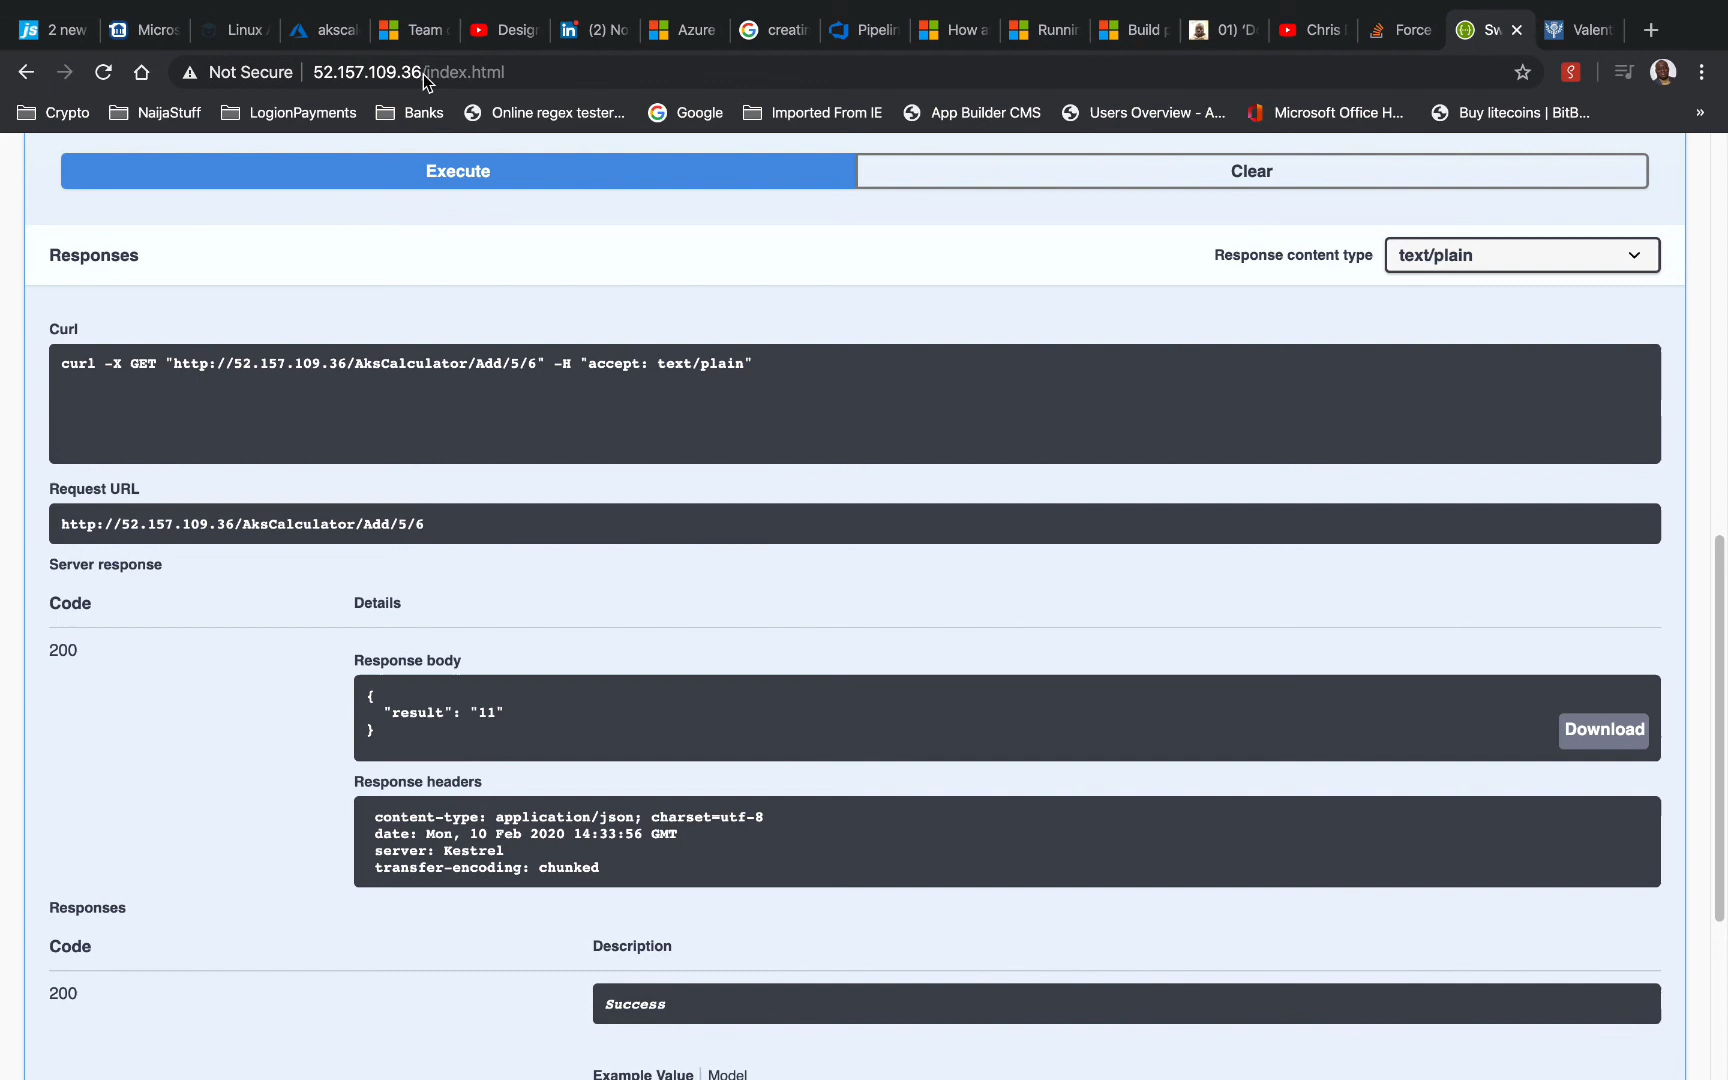 2 new
Micros
Linux
akscal
Team
Design
(2) No
Azure
creatin
Pipelin
How a
Runnin
Build p
01) 'D
Chris
Force
Sw
Valent
Not Secure
52.157.109.36/index.html
Crypto
NaijaStuff
LogionPayments
Banks
Online regex tester...
Google
Imported From IE
App Builder CMS
Users Overview - A...
Microsoft Office H...
Buy litecoins | BitB...
»
Execute
Clear
Responses
Response content type
text/plain
Curl
curl -X GET "http://52.157.109.36/AksCalculator/Add/5/6" -H "accept: text/plain"
Request URL
http://52.157.109.36/AksCalculator/Add/5/6
Server response
Code
Details
200
Response body
{
"result": "11"
}
Download
Response headers
content-type: application/json; charset=utf-8
date: Mon, 10 Feb 2020 14:33:56 GMT
server: Kestrel
transfer-encoding: chunked
Responses
Code
Description
200
Success
Example Value | Model